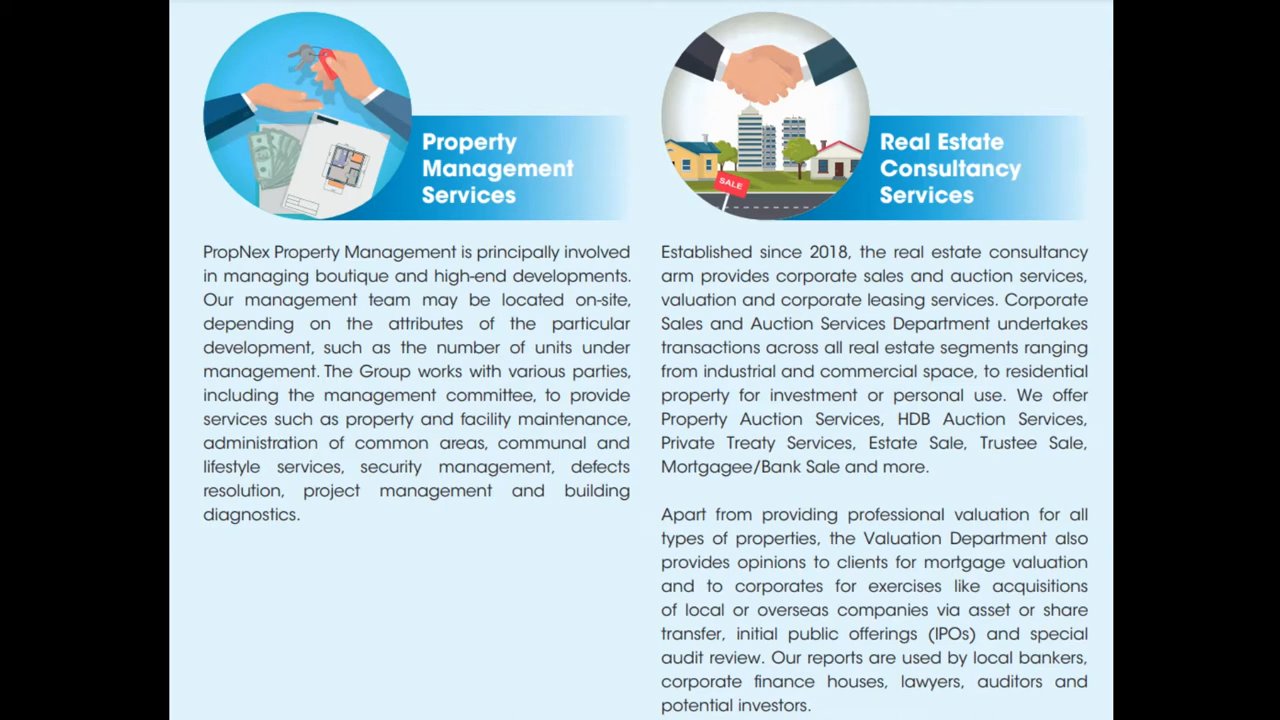 Property
Management
Services
PropNex Property Management is principally involved
in managing boutique and high-end developments.
Our management team may be located on-site,
depending on the attributes of the particular
development, such as the number of units under
management. The Group works with various parties,
including the management committee, to provide
services such as property and facility maintenance,
administration of common areas, communal and
lifestyle services, security management, defects
resolution, project management and building
diagnostics.
SALE
Real Estate
Consultancy
Services
Established since 2018, the real estate consultancy
arm provides corporate sales and auction services,
valuation and corporate leasing services. Corporate
Sales and Auction Services Department undertakes
transactions across all real estate segments ranging
from industrial and commercial space, to residential
property for investment or personal use. We offer
Property Auction Services, HDB Auction Services,
Private Treaty Services, Estate Sale, Trustee Sale,
Mortgagee/Bank Sale and more.
Apart from providing professional valuation for all
types of properties, the Valuation Department also
provides opinions to clients for mortgage valuation
and to corporates for exercises like acquisitions
of local or overseas companies via asset or share
transfer, initial public offerings (IPOs) and special
audit review. Our reports are used by local bankers,
corporate finance houses, lawyers, auditors and
potential investors.